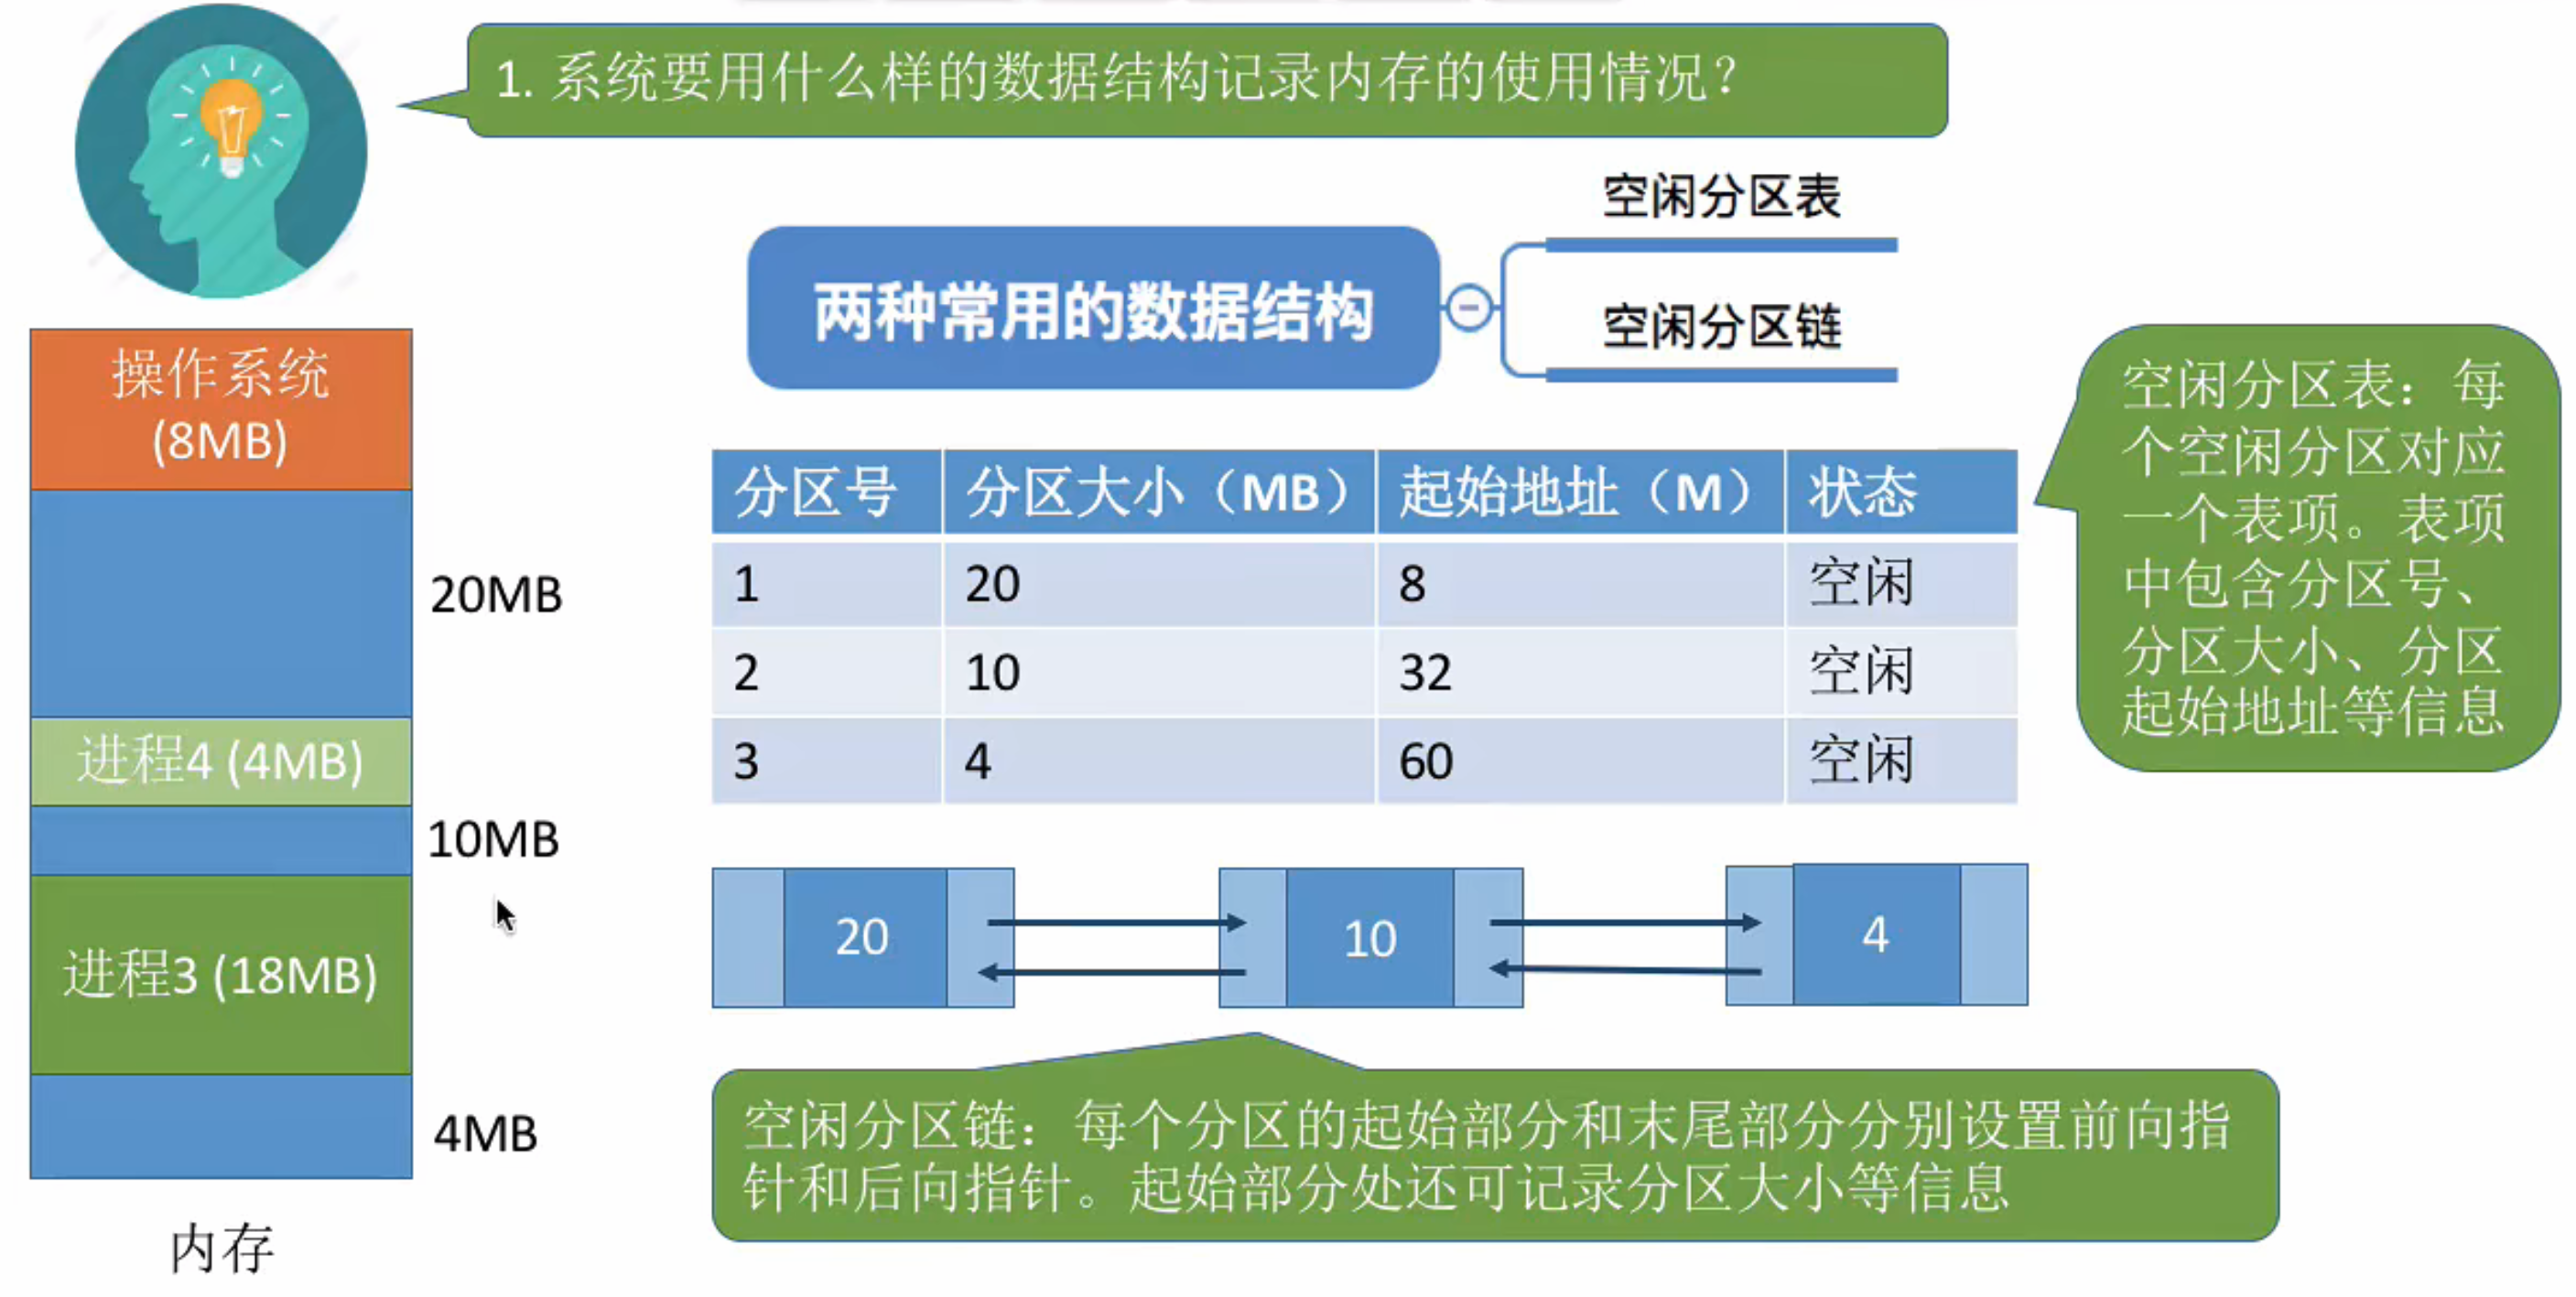 1. 系统要用什么样的数据结构记录内存的使用情况？
两种常用的数据结构
空闲分区表
空闲分区链
操作系统
(8MB)
20MB
进程4 (4MB)
10MB
进程3 (18MB)
4MB
内存
分区号 分区大小（MB） 起始地址（M） 状态
1 20 8 空闲
2 10 32 空闲
3 4 60 空闲
空闲分区表：每
个空闲分区对应
一个表项。表项
中包含分区号、
分区大小、分区
起始地址等信息
20 10 4
空闲分区链：每个分区的起始部分和末尾部分分别设置前向指
针和后向指针。起始部分处还可记录分区大小等信息